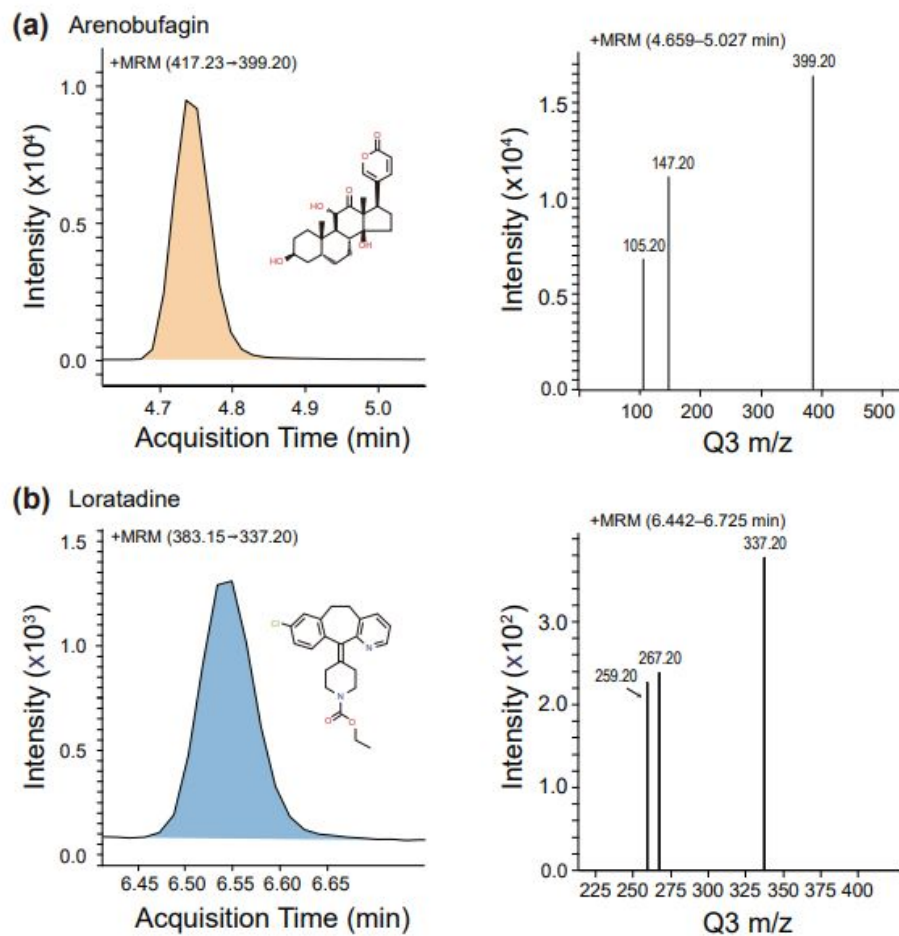 (a) Arenobufagin
+MRM (417.23→399.20)
Intensity (x10⁴)
1.0
0.5
0.0
O
O
O
HO
OH
HO
4.7 4.8 4.9 5.0
Acquisition Time (min)
+MRM (4.659–5.027 min)
399.20
147.20
105.20
Intensity (x10⁴)
1.5
1.0
0.5
0.0
100 200 300 400 500
Q3 m/z
(b) Loratadine
+MRM (383.15→337.20)
Intensity (x10³)
1.5
1.0
0.5
0.0
Cl
N
N
O
O
6.45 6.50 6.55 6.60 6.65
Acquisition Time (min)
+MRM (6.442–6.725 min)
337.20
267.20
259.20
Intensity (x10²)
3.0
2.0
1.0
0.0
225 250 300 325 350 375 400
Q3 m/z